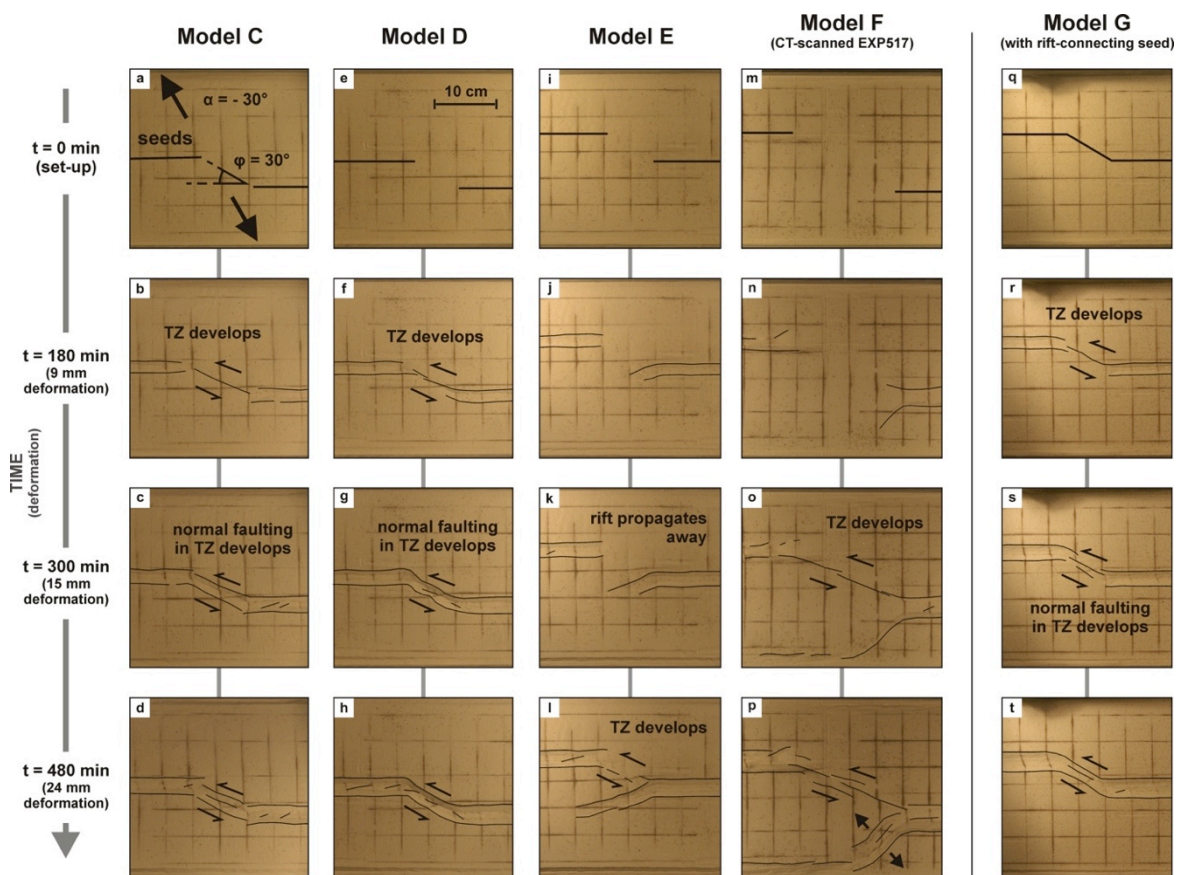 Model C
Model D
Model E
Model F
(CT-scanned EXP517)
Model G
(with rift-connecting seed)
t = 0 min
(set-up)
a
α = - 30°
seeds
φ = 30°
e
10 cm
i
m
q
t = 180 min
(9 mm
deformation)
b
TZ develops
f
TZ develops
j
n
r
TZ develops
TIME
(deformation)
t = 300 min
(15 mm
deformation)
c
normal faulting
in TZ develops
g
normal faulting
in TZ develops
k
rift propagates
away
o
TZ develops
s
normal faulting
in TZ develops
t = 480 min
(24 mm
deformation)
d
h
l
TZ develops
p
t